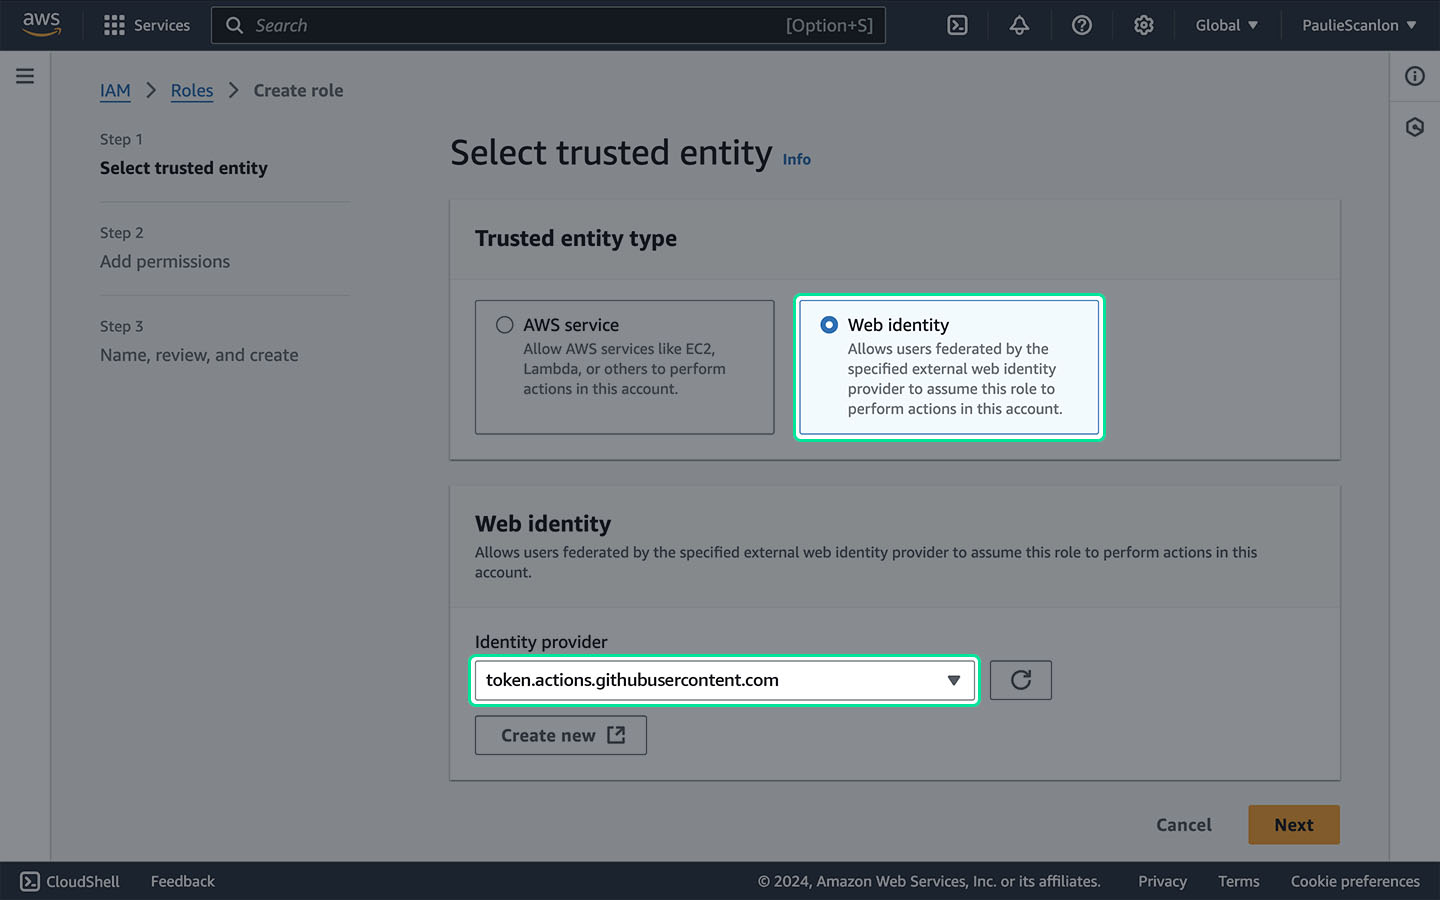 aws
Services
Search
[Option+S]
Global
PaulieScanlon
IAM
Roles
Create role
Step 1
Select trusted entity
Step 2
Add permissions
Step 3
Name, review, and create
Select trusted entity Info
Trusted entity type
AWS service
Allow AWS services like EC2,
Lambda, or others to perform
actions in this account.
Web identity
Allows users federated by the
specified external web identity
provider to assume this role to
perform actions in this account.
Web identity
Allows users federated by the specified external web identity provider to assume this role to perform actions in this
account.
Identity provider
token.actions.githubusercontent.com
Create new
Cancel
Next
CloudShell
Feedback
© 2024, Amazon Web Services, Inc. or its affiliates.
Privacy
Terms
Cookie preferences